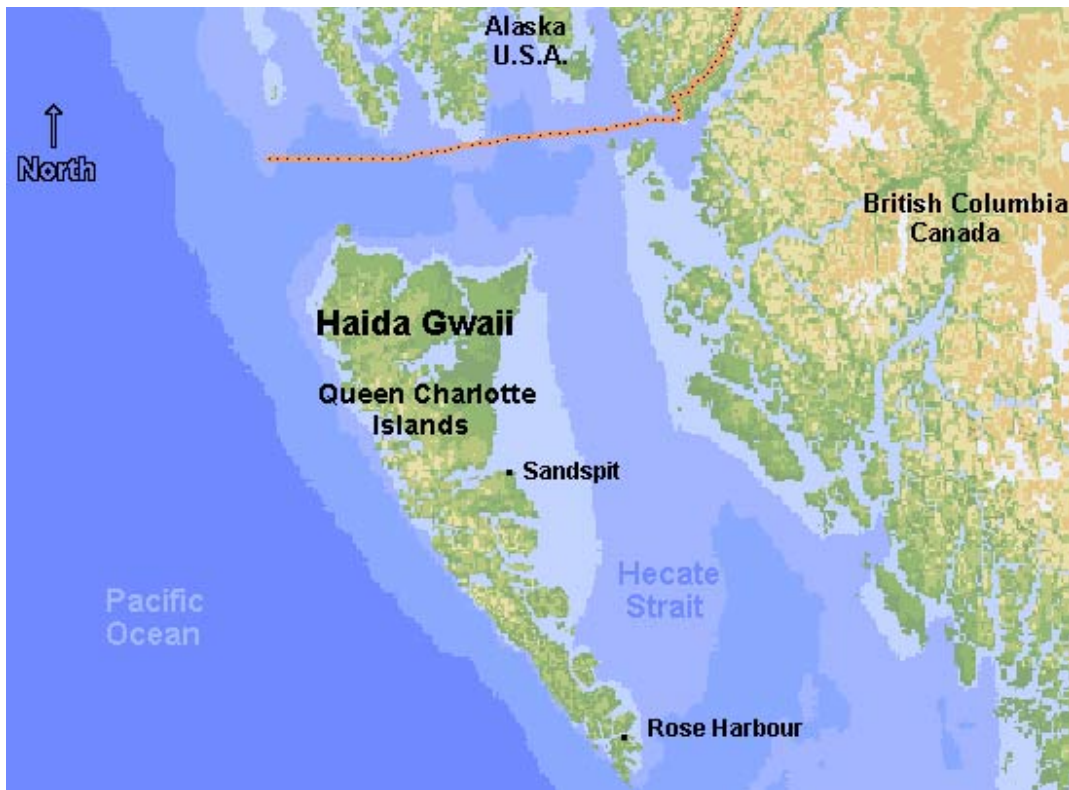 Alaska
U.S.A.
North
British Columbia
Canada
Haida Gwaii
Queen Charlotte
Islands
Sandspit
Hecate
Strait
Pacific
Ocean
Rose Harbour